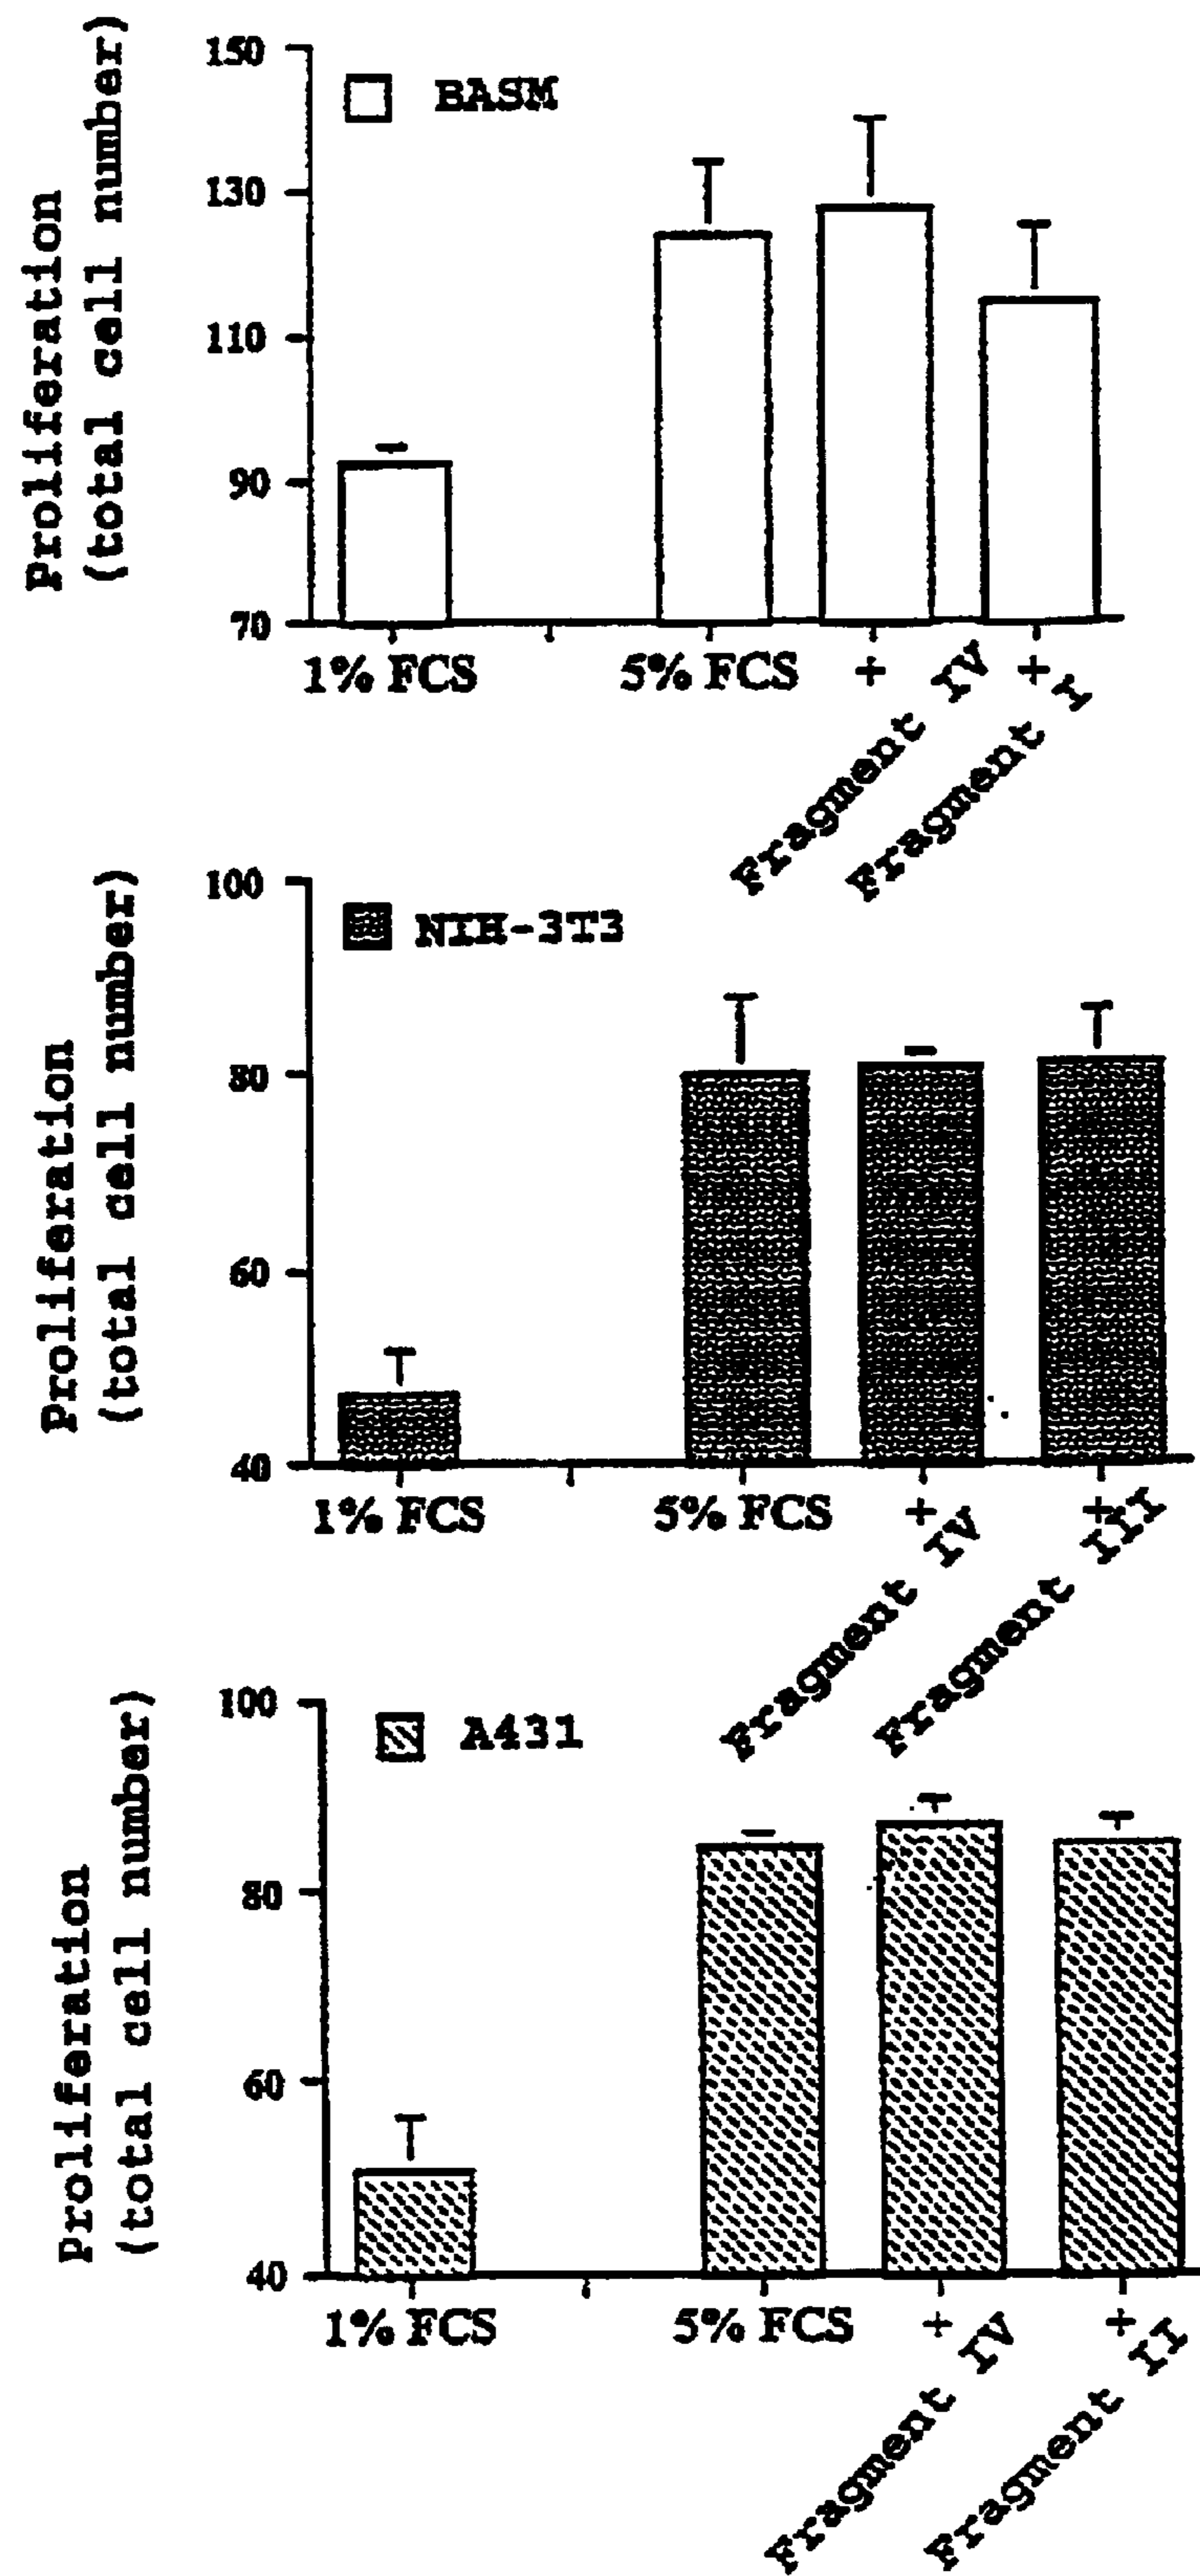 Proliferation
(total cell number)
150
130
110
90
70
BASM
1% FCS
5% FCS
+
Fragment IV
+
Fragment I
Proliferation
(total cell number)
100
80
60
40
NIH-3T3
1% FCS
5% FCS
+
Fragment IV
+
Fragment III
Proliferation
(total cell number)
100
80
60
40
A431
1% FCS
5% FCS
+
Fragment IV
+
Fragment II